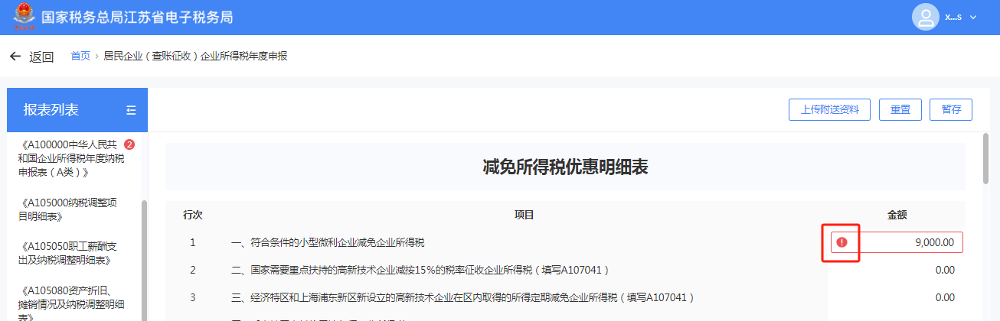 国家税务总局江苏省电子税务局
x...s
返回
首页 > 居民企业（查账征收）企业所得税年度申报
报表列表
上传附送资料
重置
暂存
《A100000中华人民共
和国企业所得税年度纳税
申报表（A类）》
2
《A105000纳税调整项
目明细表》
《A105050职工薪酬支
出及纳税调整明细表》
《A105080资产折旧、
摊销情况及纳税调整明细
表》
减免所得税优惠明细表
行次 项目 金额
1 一、符合条件的小型微利企业减免企业所得税 ! 9,000.00
2 二、国家需要重点扶持的高新技术企业减按15%的税率征收企业所得税（填写A107041） 0.00
3 三、经济特区和上海浦东新区新设立的高新技术企业在区内取得的所得定期减免企业所得税（填写A107041） 0.00